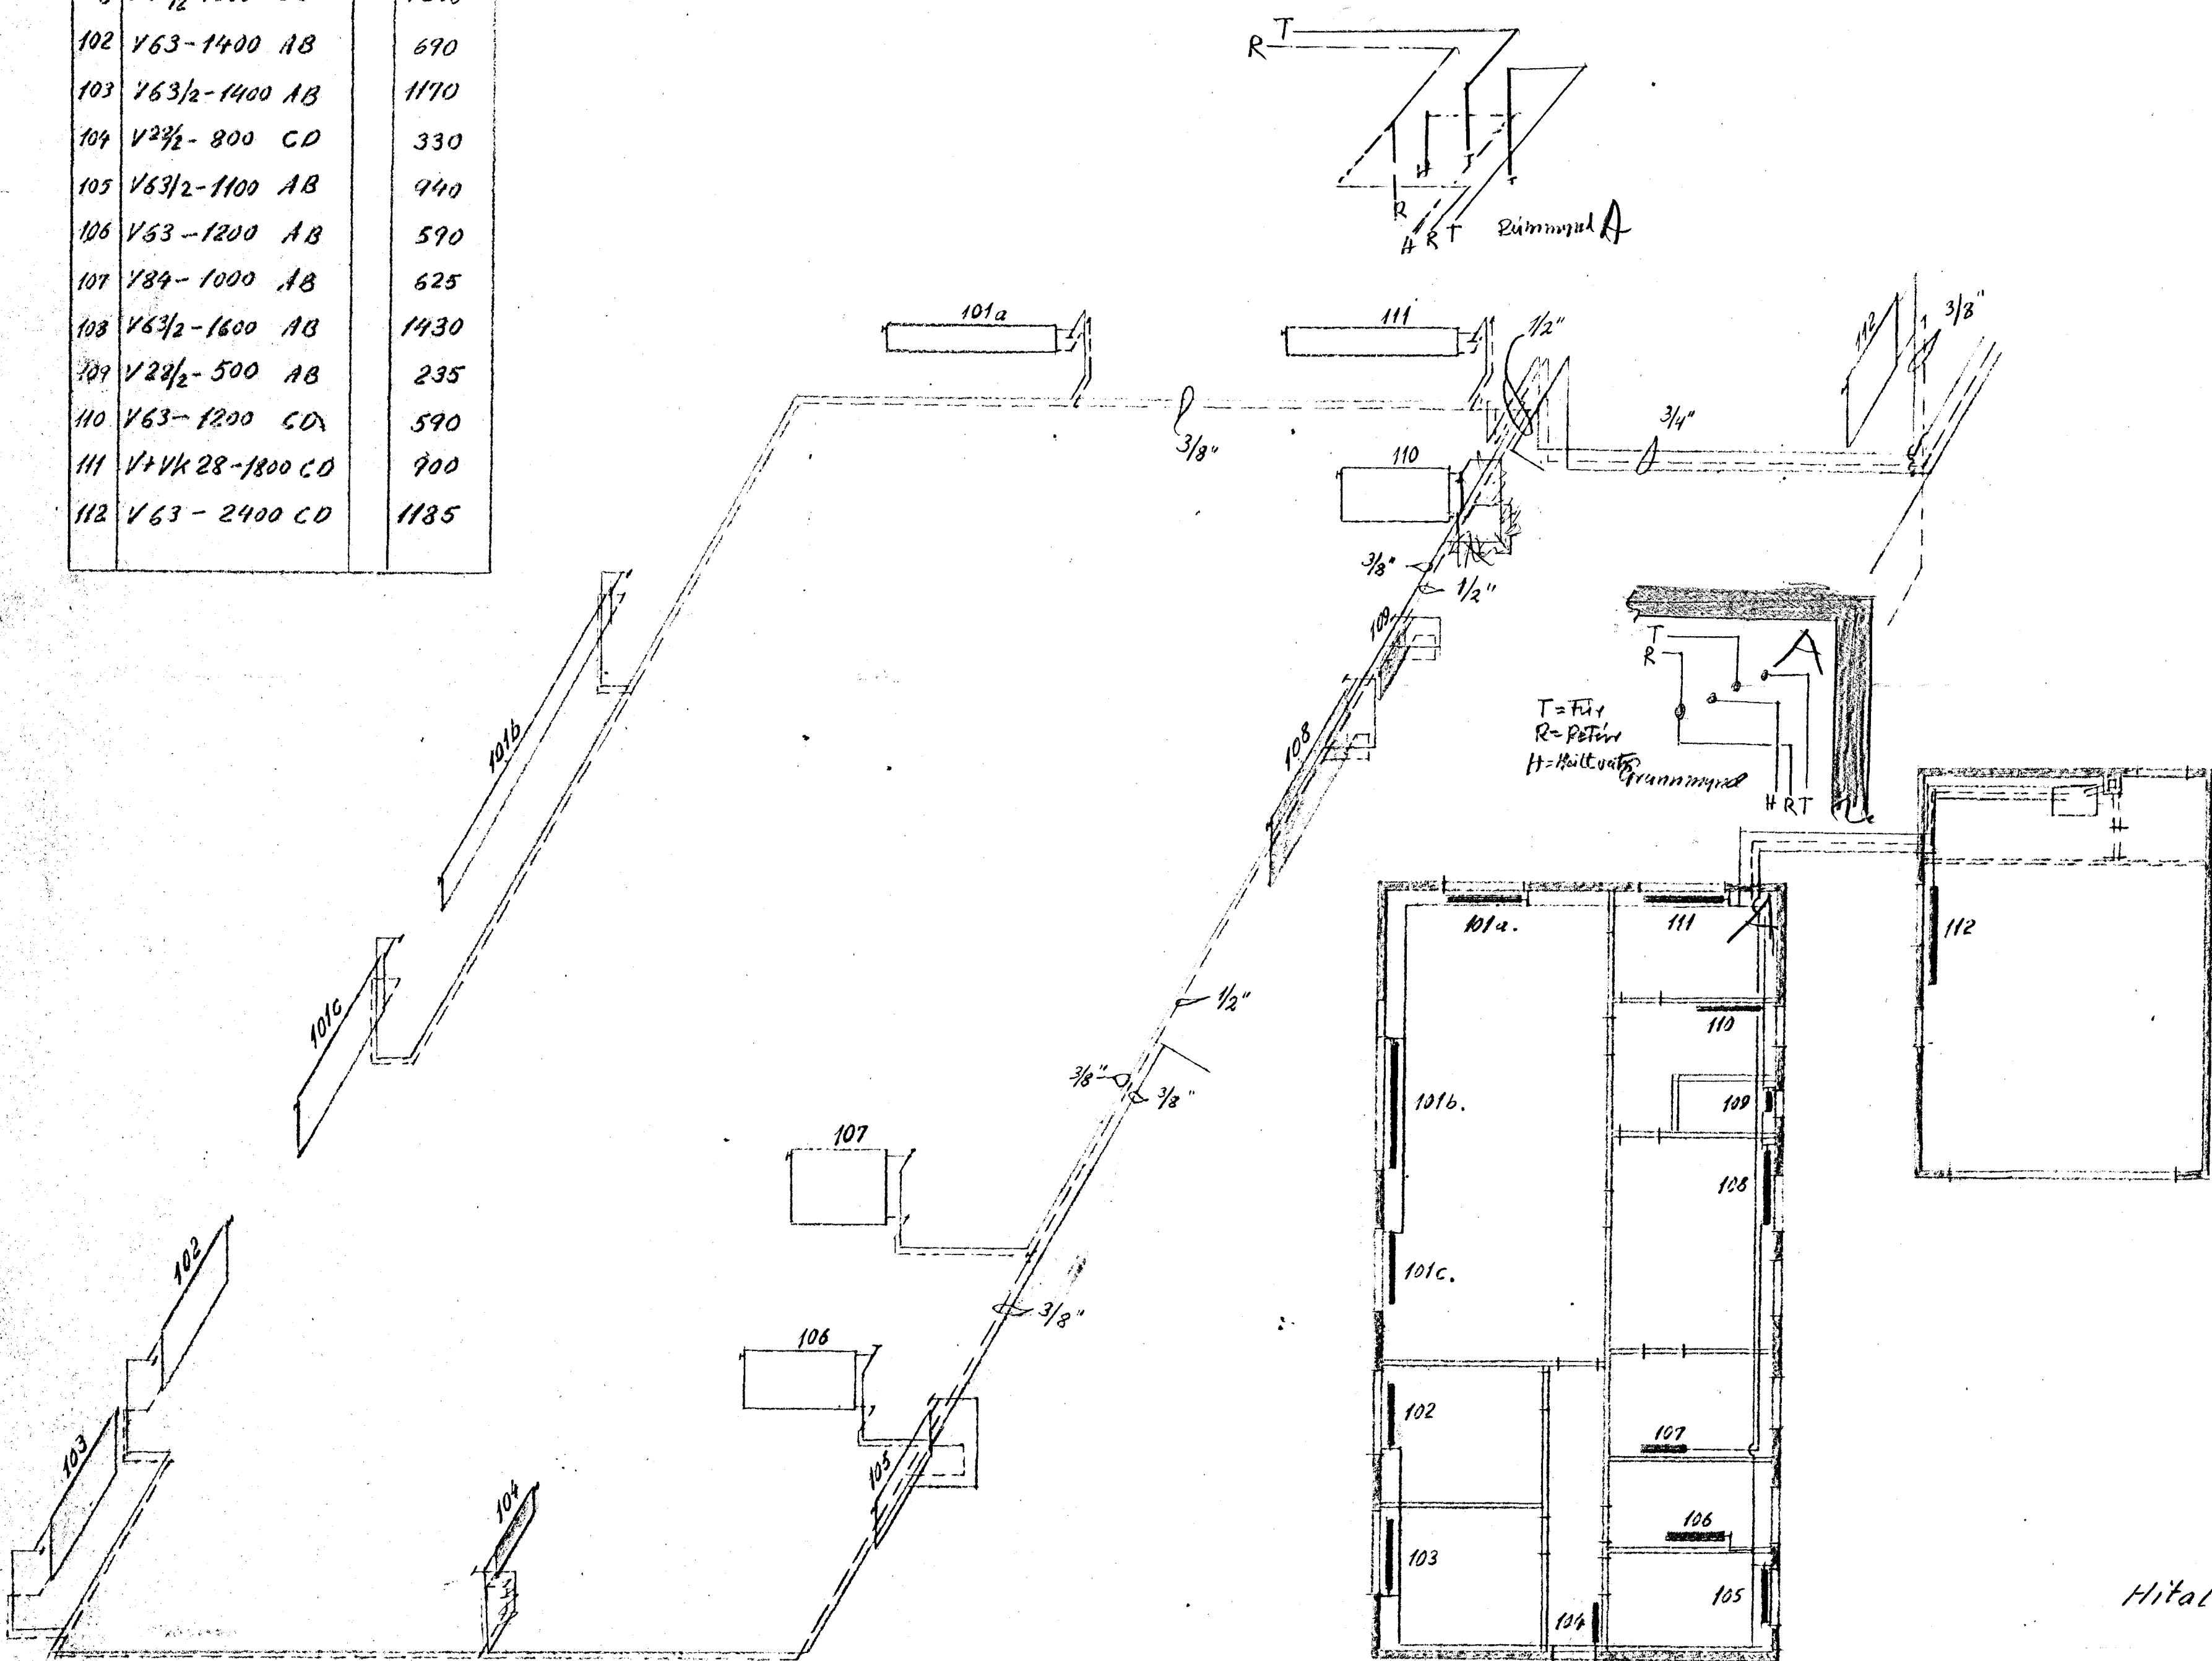 102 V63-1400 AB 690
103 V63/2-1400 AB 1170
104 V22/2-800 CD 330
105 V63/2-1100 AB 940
106 V63-1200 AB 590
107 V84-1000 AB 625
108 V63/2-1600 AB 1430
109 V22/2-500 AB 235
110 V63-1200 CD 590
111 V+VK 28-1800 CD 900
112 V63-2400 CD 1185
T
R
H
T
T
R
H R T
Rúmmynd A
101a
111
1/2"
112
3/8"
3/8"
3/4"
110
3/8"
1/2"
109
108
101b
101c
1/2"
3/8"
3/8"
107
3/8"
106
105
102
103
104
T
R
A
T=Túr
R=Retúr
H=Heittvatn
Grunnmynd
H R T
101a.
111
A
112
110
101b.
109
108
101c.
102
107
106
103
105
104
Hital